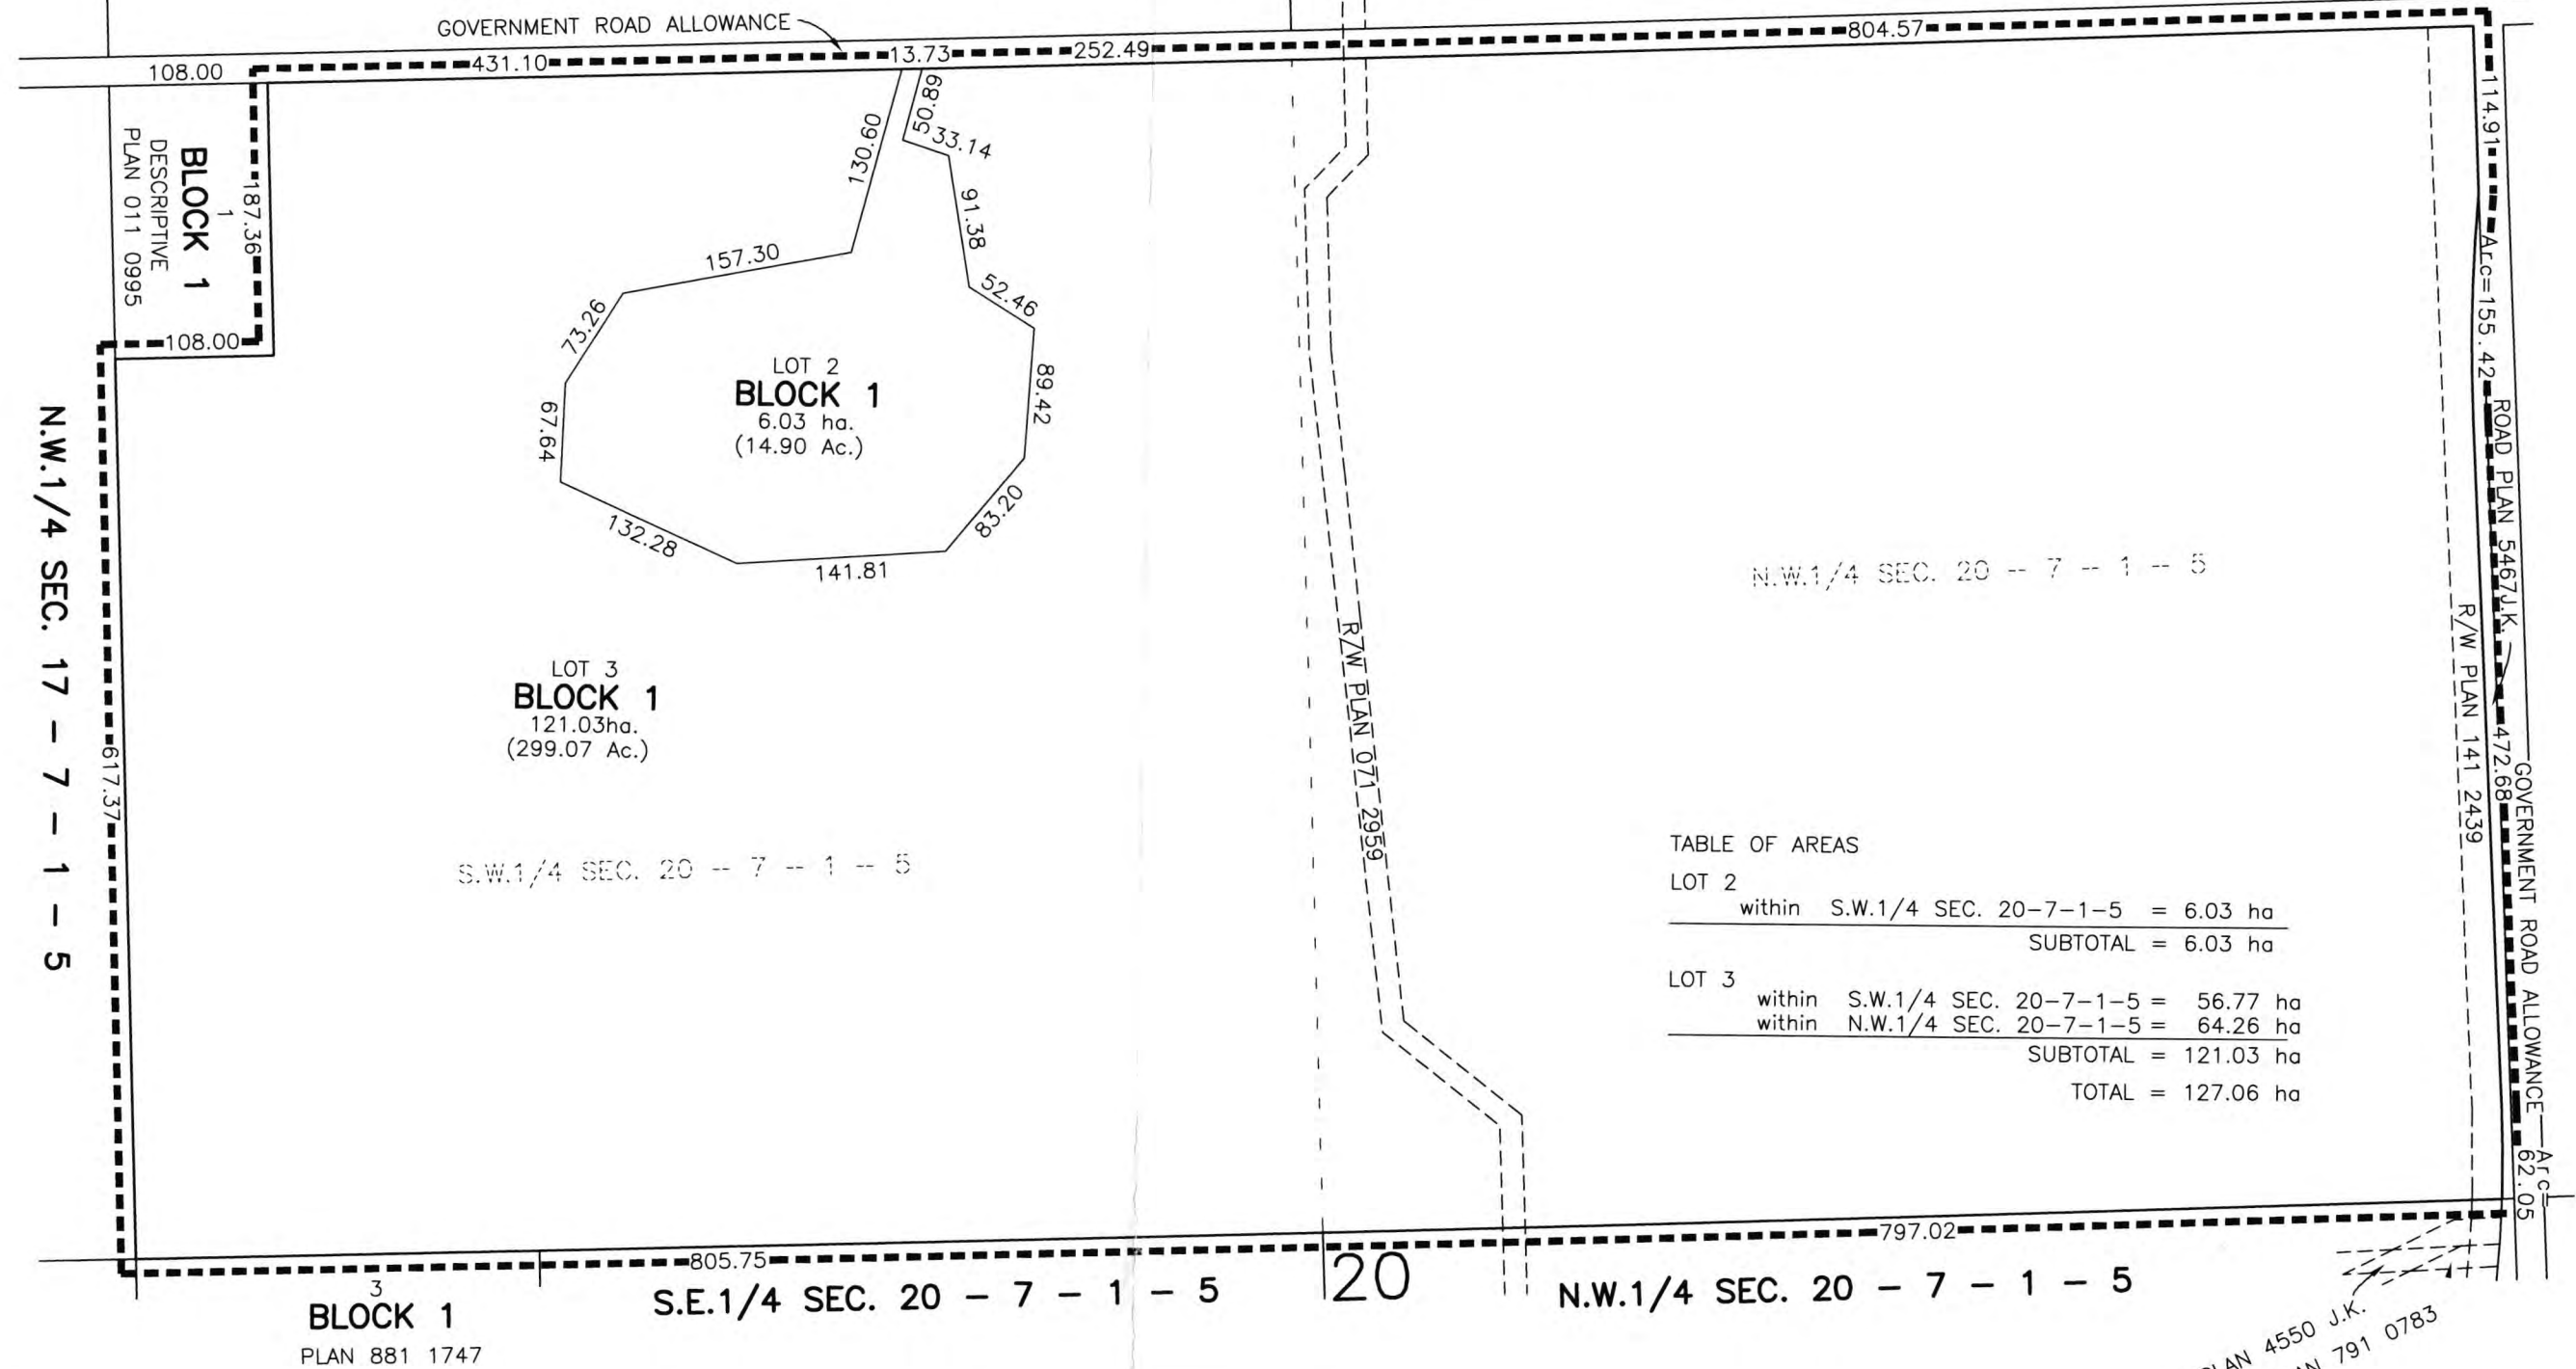 GOVERNMENT ROAD ALLOWANCE
108.00
431.10
13.73
252.49
804.57
114.91
Arc=155.42
187.36
1
BLOCK 1
DESCRIPTIVE
PLAN 011 0995
108.00
130.60
50.89
33.14
91.38
52.46
89.42
83.20
141.81
132.28
67.64
73.26
157.30
LOT 2
BLOCK 1
6.03 ha.
(14.90 Ac.)
N.W.1/4 SEC. 17 - 7 - 1 - 5
617.37
LOT 3
BLOCK 1
121.03ha.
(299.07 Ac.)
S.W.1/4 SEC. 20 -- 7 -- 1 -- 5
R/W PLAN 071 2959
N.W.1/4 SEC. 20 -- 7 -- 1 -- 5
R/W PLAN 141 2439
ROAD PLAN 5467J.K.
472.68
GOVERNMENT ROAD ALLOWANCE
Arc=
62.05
TABLE OF AREAS
LOT 2
within S.W.1/4 SEC. 20-7-1-5 = 6.03 ha
SUBTOTAL = 6.03 ha
LOT 3
within S.W.1/4 SEC. 20-7-1-5 = 56.77 ha
within N.W.1/4 SEC. 20-7-1-5 = 64.26 ha
SUBTOTAL = 121.03 ha
TOTAL = 127.06 ha
805.75
797.02
3
BLOCK 1
PLAN 881 1747
S.E.1/4 SEC. 20 - 7 - 1 - 5
20
N.W.1/4 SEC. 20 - 7 - 1 - 5
PLAN 4550 J.K.
791 0783